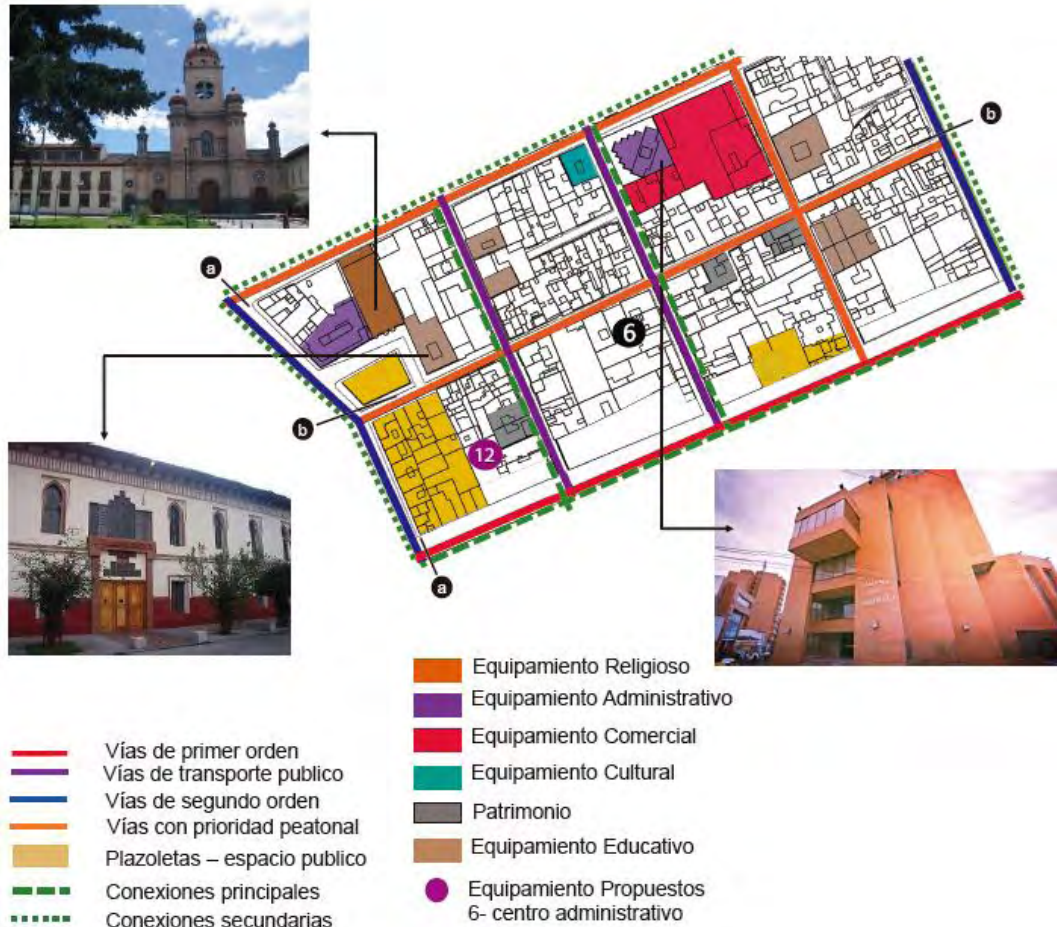 a
b
b
a
6
12
Vías de primer orden
Vías de transporte publico
Vías de segundo orden
Vías con prioridad peatonal
Plazoletas – espacio publico
Conexiones principales
Conexiones secundarias
Equipamiento Religioso
Equipamiento Administrativo
Equipamiento Comercial
Equipamiento Cultural
Patrimonio
Equipamiento Educativo
Equipamiento Propuestos
6- centro administrativo